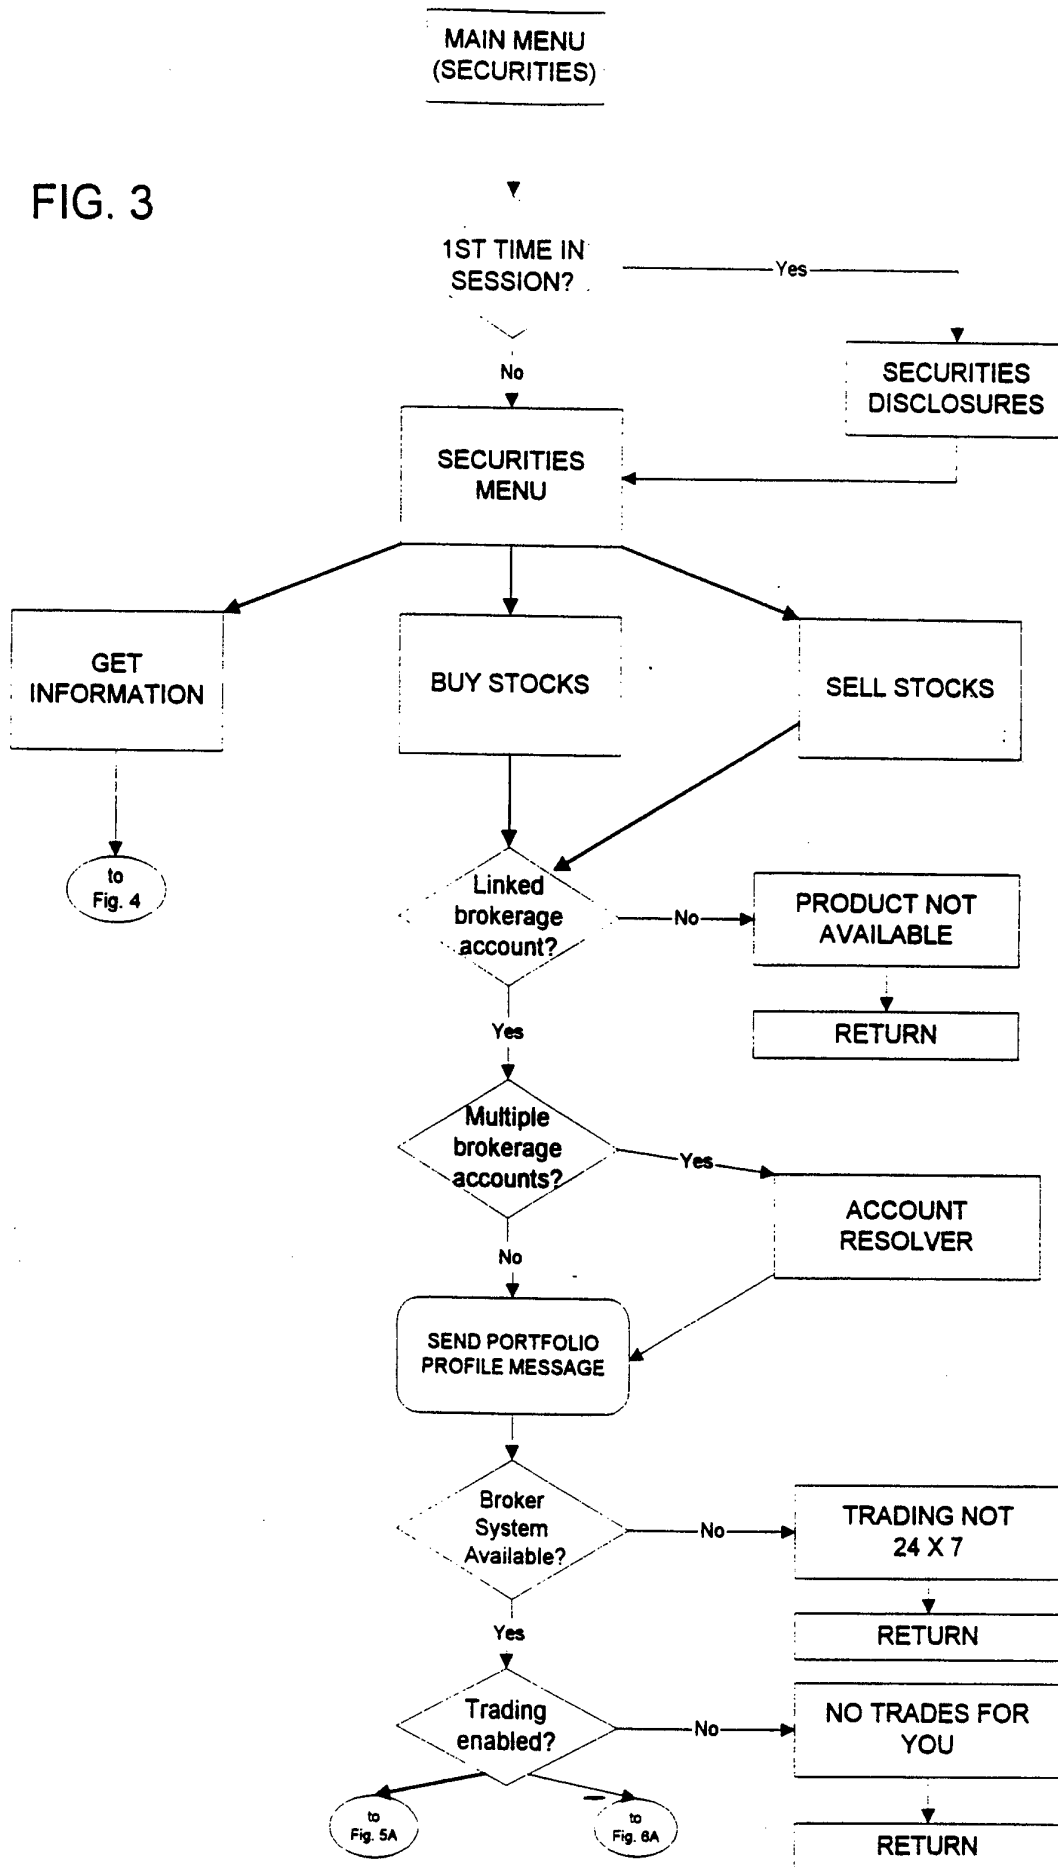 MAIN MENU
(SECURITIES)
FIG. 3
1ST TIME IN
SESSION?
Yes
No
SECURITIES
DISCLOSURES
SECURITIES
MENU
GET
INFORMATION
BUY STOCKS
SELL STOCKS
to
Fig. 4
Linked
brokerage
account?
No
PRODUCT NOT
AVAILABLE
RETURN
Yes
Multiple
brokerage
accounts?
Yes
ACCOUNT
RESOLVER
No
SEND PORTFOLIO
PROFILE MESSAGE
Broker
System
Available?
No
TRADING NOT
24 X 7
RETURN
Yes
Trading
enabled?
No
NO TRADES FOR
YOU
RETURN
to
Fig. 5A
to
Fig. 6A